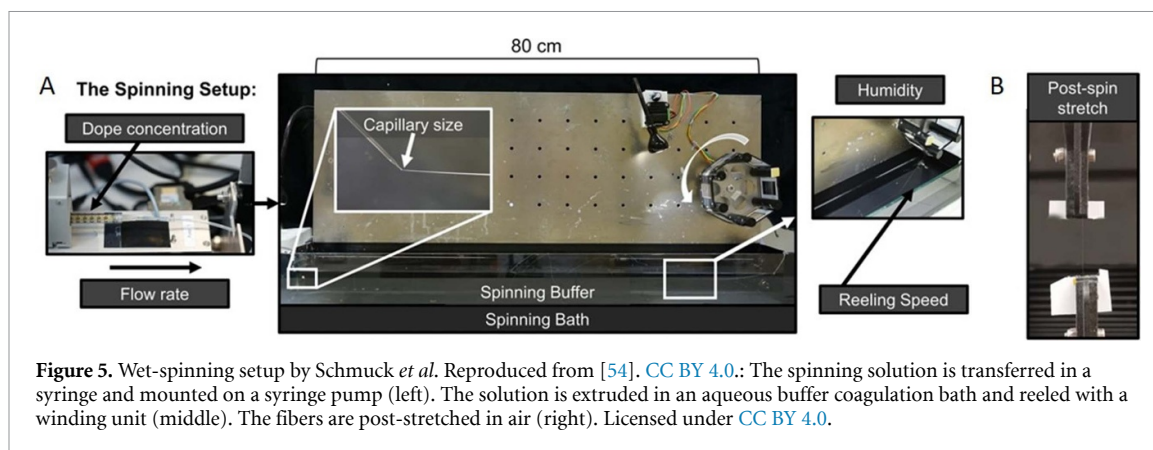 80 cm
A The Spinning Setup:
Dope concentration
Flow rate
Capillary size
Spinning Buffer
Spinning Bath
Humidity
Reeling Speed
B
Post-spin
stretch
Figure 5. Wet-spinning setup by Schmuck et al. Reproduced from [54]. CC BY 4.0.: The spinning solution is transferred in a
syringe and mounted on a syringe pump (left). The solution is extruded in an aqueous buffer coagulation bath and reeled with a
winding unit (middle). The fibers are post-stretched in air (right). Licensed under CC BY 4.0.